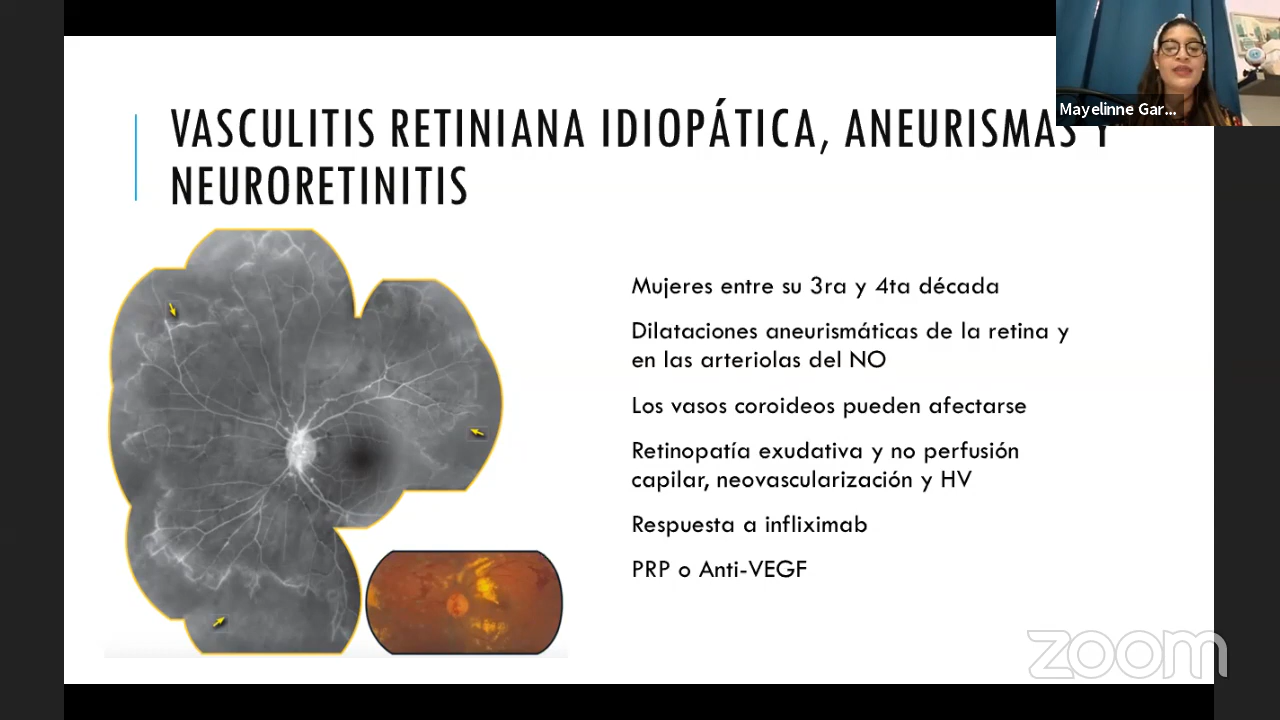 VASCULITIS RETINIANA IDIOPÁTICA, ANEURISMAS Y
NEURORETINITIS
Mayelinne Gar...
Mujeres entre su 3ra y 4ta década
Dilataciones aneurismáticas de la retina y
en las arteriolas del NO
Los vasos coroideos pueden afectarse
Retinopatía exudativa y no perfusión
capilar, neovascularización y HV
Respuesta a infliximab
PRP o Anti-VEGF
zoom